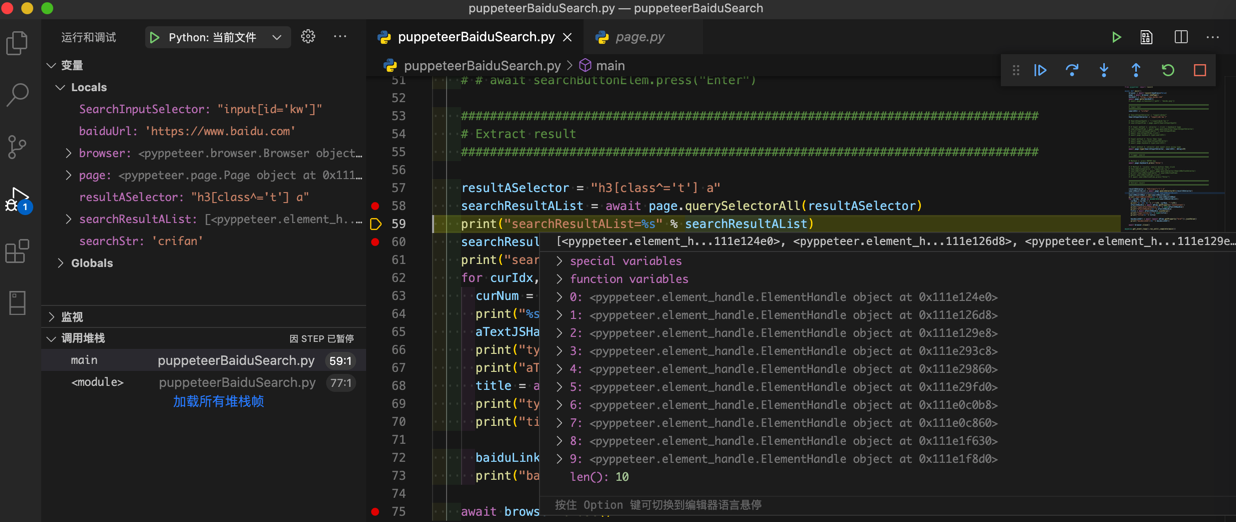 puppeteerBaiduSearch.py — puppeteerBaiduSearch
运行和调试
Python: 当前文件
puppeteerBaiduSearch.py
page.py
puppeteerBaiduSearch.py > main
变量
Locals
SearchInputSelector: "input[id='kw']"
baiduUrl: 'https://www.baidu.com'
browser: <pyppeteer.browser.Browser object…
page: <pyppeteer.page.Page object at 0x111…
resultASelector: "h3[class^='t'] a"
searchResultAList: [<pyppeteer.element_h...
searchStr: 'crifan'
Globals
监视
调用堆栈
因 STEP 已暂停
main puppeteerBaiduSearch.py 59:1
<module> puppeteerBaiduSearch.py 77:1
加载所有堆栈帧
1
51 # # await searchButtonElem.press("Enter")
52
53 ################################################################################
54 # Extract result
55 ################################################################################
56
57 resultASelector = "h3[class^='t'] a"
58 searchResultAList = await page.querySelectorAll(resultASelector)
59 print("searchResultAList=%s" % searchResultAList)
60 searchResul
61 print("sear
62 for curIdx,
63 curNum =
64 print("%s
65 aTextJSHa
66 print("ty
67 print("aT
68 title = a
69 print("ty
70 print("ti
71
72 baiduLink
73 print("ba
74
75 await brows
[<pyppeteer.element_h...111e124e0>, <pyppeteer.element_h...111e126d8>, <pyppeteer.element_h...111e129e…
special variables
function variables
0: <pyppeteer.element_handle.ElementHandle object at 0x111e124e0>
1: <pyppeteer.element_handle.ElementHandle object at 0x111e126d8>
2: <pyppeteer.element_handle.ElementHandle object at 0x111e129e8>
3: <pyppeteer.element_handle.ElementHandle object at 0x111e293c8>
4: <pyppeteer.element_handle.ElementHandle object at 0x111e29860>
5: <pyppeteer.element_handle.ElementHandle object at 0x111e29fd0>
6: <pyppeteer.element_handle.ElementHandle object at 0x111e0c0b8>
7: <pyppeteer.element_handle.ElementHandle object at 0x111e0c860>
8: <pyppeteer.element_handle.ElementHandle object at 0x111e1f630>
9: <pyppeteer.element_handle.ElementHandle object at 0x111e1f8d0>
len(): 10
按住 Option 键可切换到编辑器语言悬停